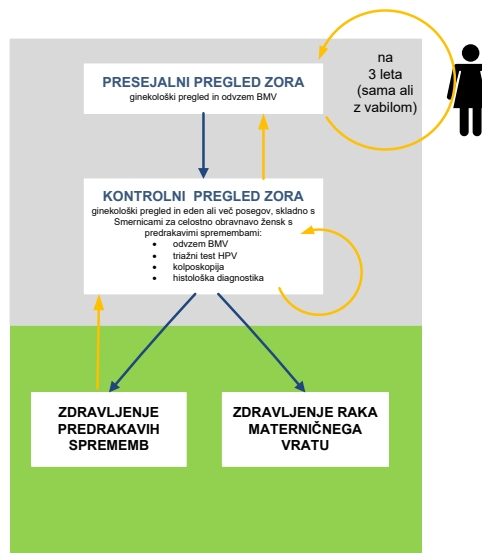 PRESEJALNI PREGLED ZORA
ginekološki pregled in odvzem BMV
na
3 leta
(sama ali
z vabilom)
KONTROLNI PREGLED ZORA
ginekološki pregled in eden ali več posegov, skladno s
Smernicami za celostno obravnavo žensk s
predrakavimi spremembami:
• odvzem BMV
• triažni test HPV
• kolposkopija
• histološka diagnostika
ZDRAVLJENJE
PREDRAKAVIH
SPREMEMB
ZDRAVLJENJE RAKA
MATERNIČNEGA
VRATU